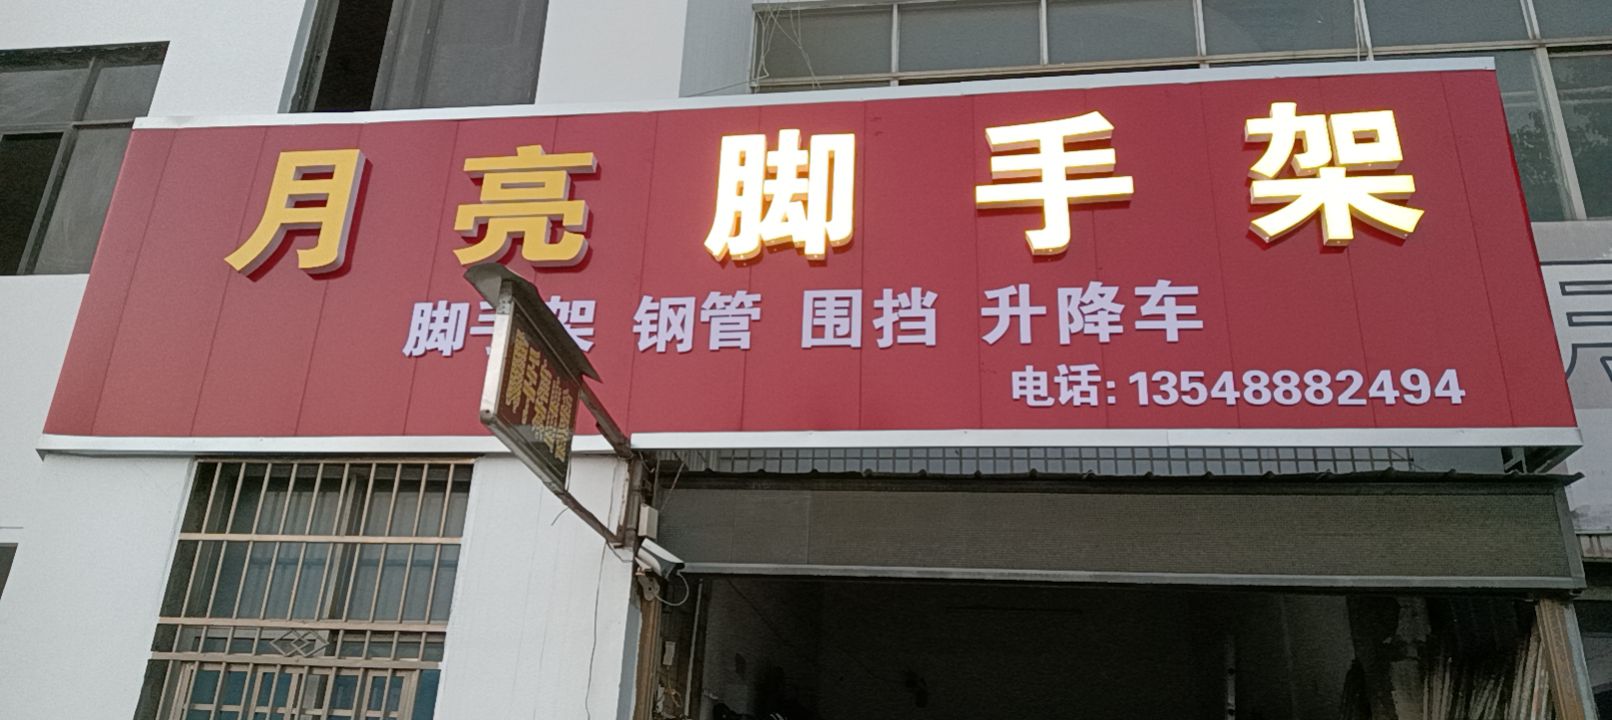 月亮脚手架
脚手架 钢管 围挡 升降车
电话: 13548882494